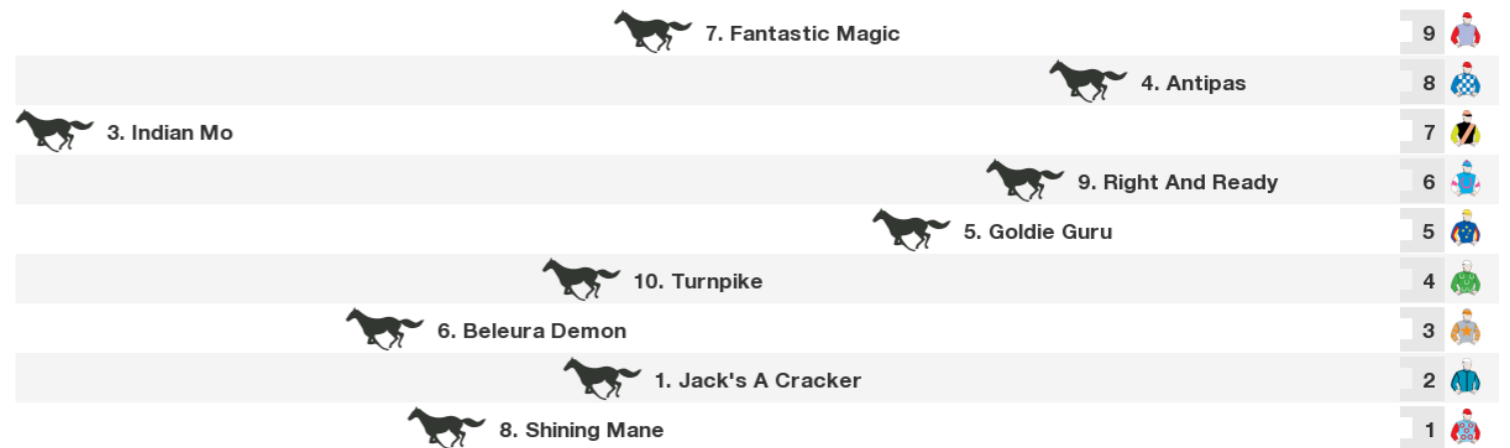 7. Fantastic Magic 9
4. Antipas 8
3. Indian Mo 7
9. Right And Ready 6
5. Goldie Guru 5
10. Turnpike 4
6. Beleura Demon 3
1. Jack's A Cracker 2
8. Shining Mane 1